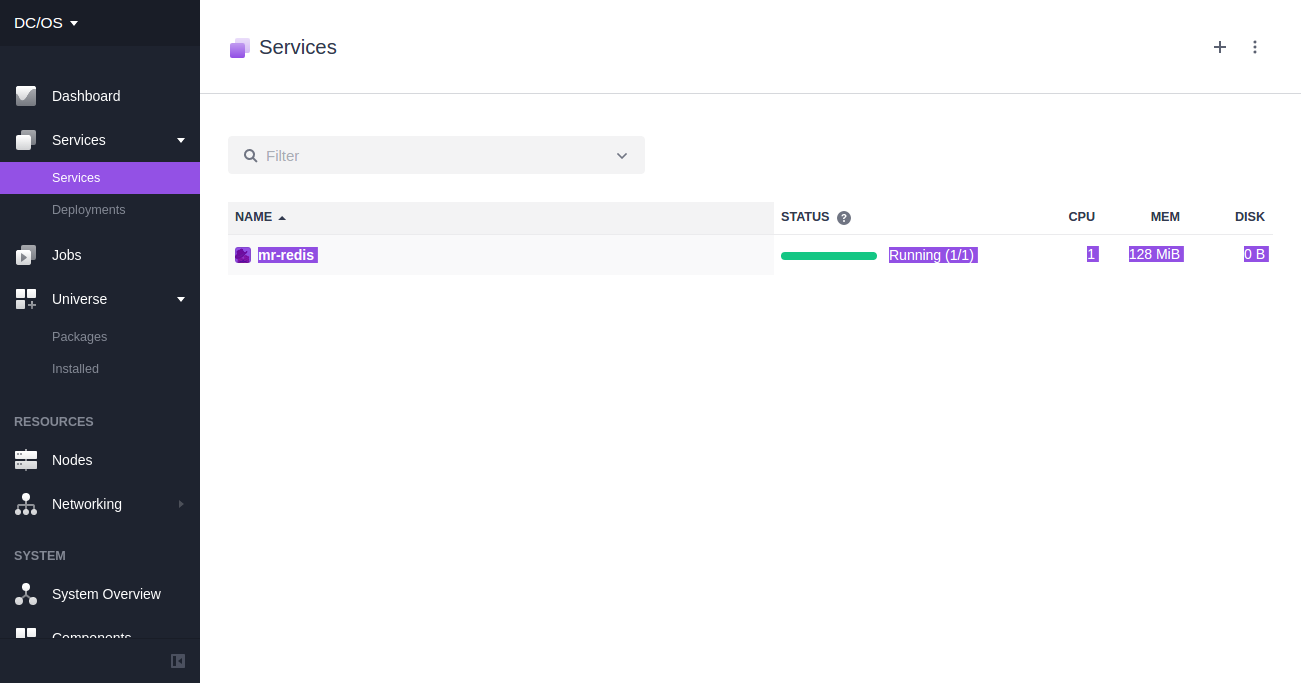 DC/OS
Services
Dashboard
Services
Services
Deployments
Jobs
Universe
Packages
Installed
RESOURCES
Nodes
Networking
SYSTEM
System Overview
Components
Filter
NAME STATUS ? CPU MEM DISK
mr-redis Running (1/1) 1 128 MiB 0 B